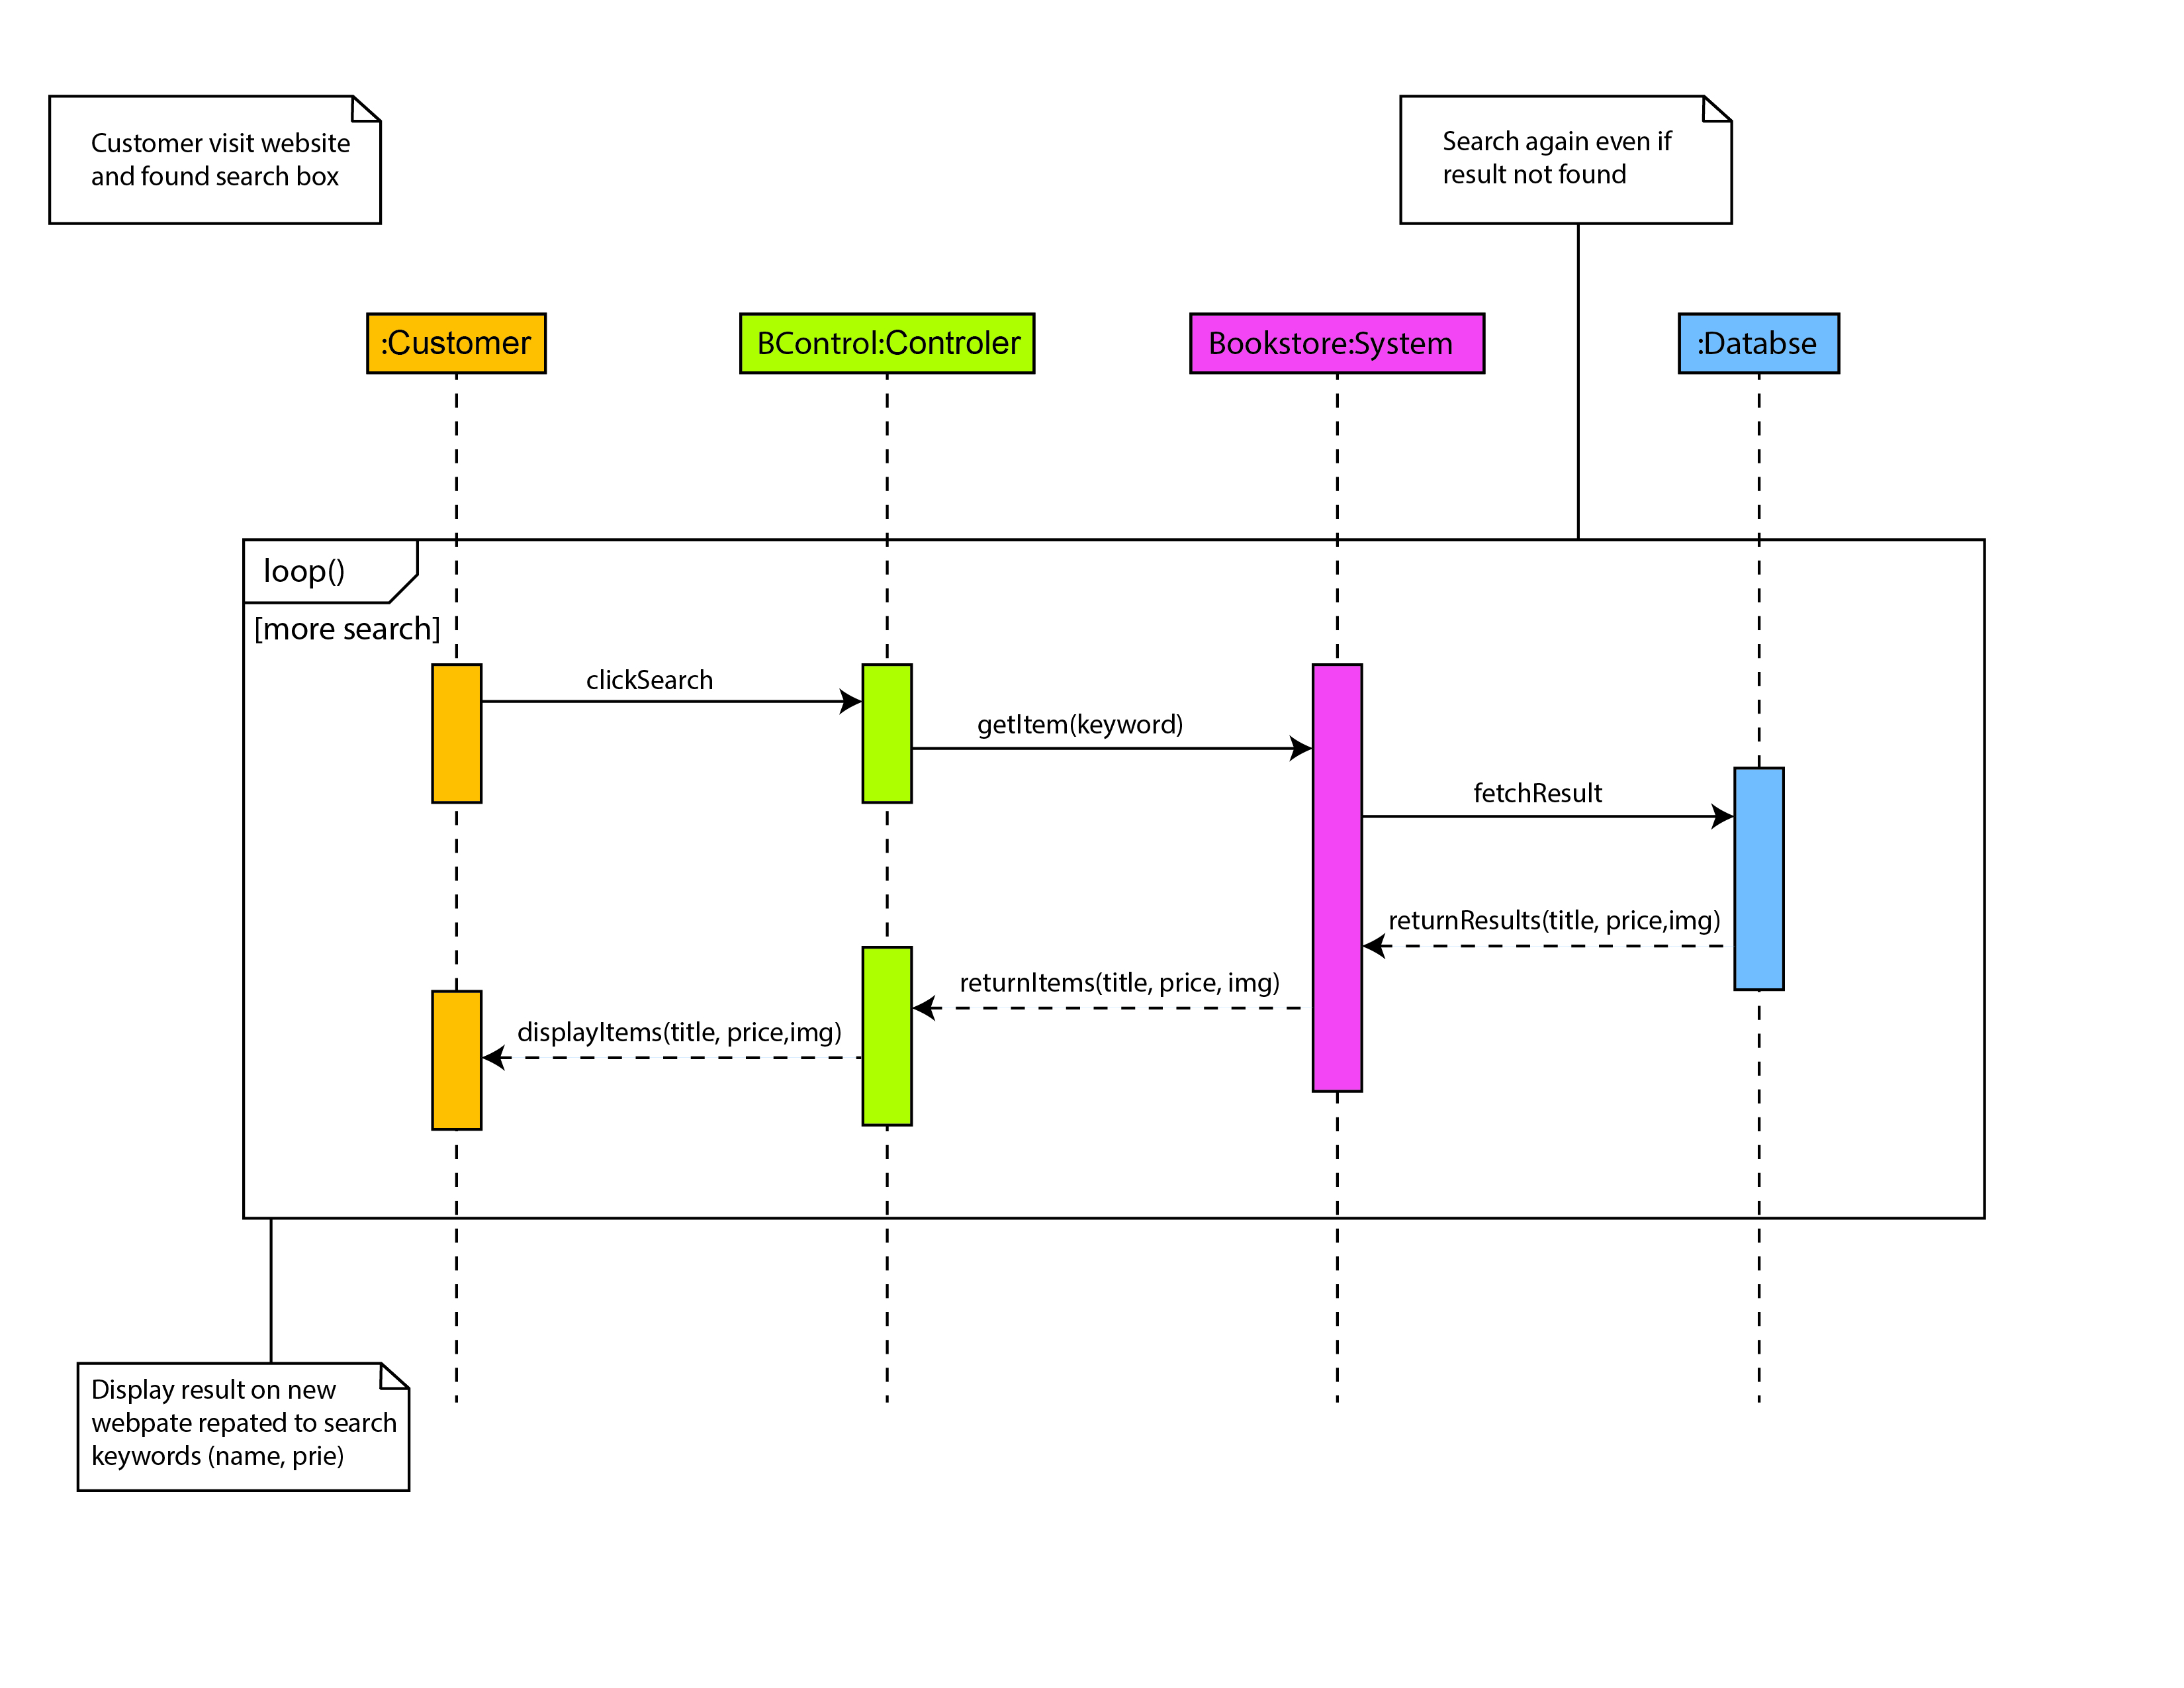 Customer visit website
and found search box
Search again even if
result not found
:Customer
BControl:Controler
Bookstore:System
:Databse
loop()
[more search]
clickSearch
getItem(keyword)
fetchResult
returnResults(title, price,img)
returnItems(title, price, img)
displayItems(title, price,img)
Display result on new
webpate repated to search
keywords (name, prie)